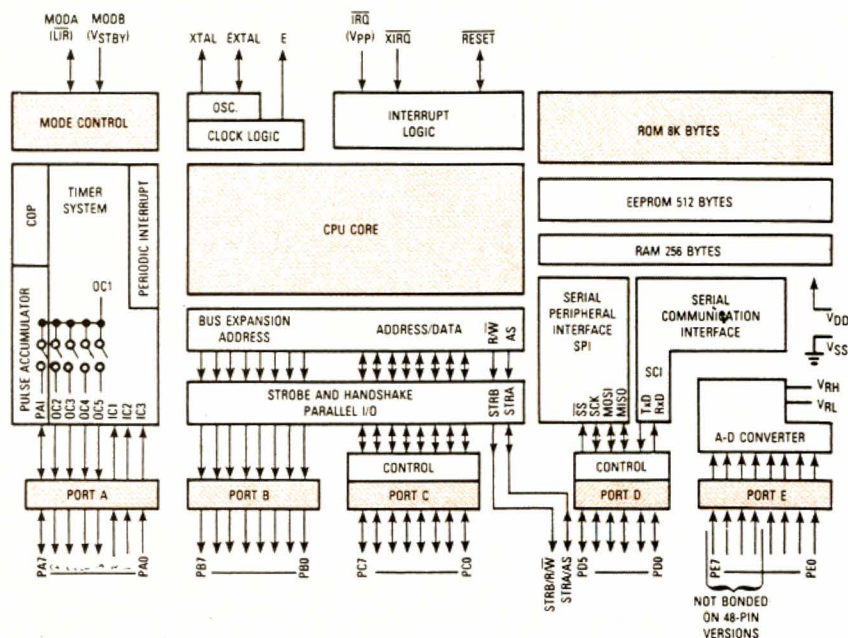 MODA
(L̅I̅R̅)
MODB
(VSTBY)
XTAL
EXTAL
E
I̅R̅Q̅
(VPP)
X̅I̅R̅Q̅
R̅E̅S̅E̅T̅
MODE CONTROL
OSC.
CLOCK LOGIC
INTERRUPT
LOGIC
ROM 8K BYTES
COP
TIMER
SYSTEM
PERIODIC INTERRUPT
CPU CORE
EEPROM 512 BYTES
RAM 256 BYTES
PULSE ACCUMULATOR
OC1
PAI
OC2
OC3
OC4
OC5
IC1
IC2
IC3
BUS EXPANSION
ADDRESS
ADDRESS/DATA
R/W̅
AS
STROBE AND HANDSHAKE
PARALLEL I/O
STRB
STRA
SERIAL
PERIPHERAL
INTERFACE
SPI
S̅S̅
SCK
MOSI
MISO
SERIAL
COMMUNICATION
INTERFACE
SCI
TxD
RxD
VDD
VSS
VRH
VRL
A-D CONVERTER
CONTROL
CONTROL
PORT A
PORT B
PORT C
PORT D
PORT E
PA7
PA0
PB7
PB0
PC7
PC0
STRB/R/W̅
STRA/AS
PD5
PD0
PE7
PE0
NOT BONDED
ON 48-PIN
VERSIONS